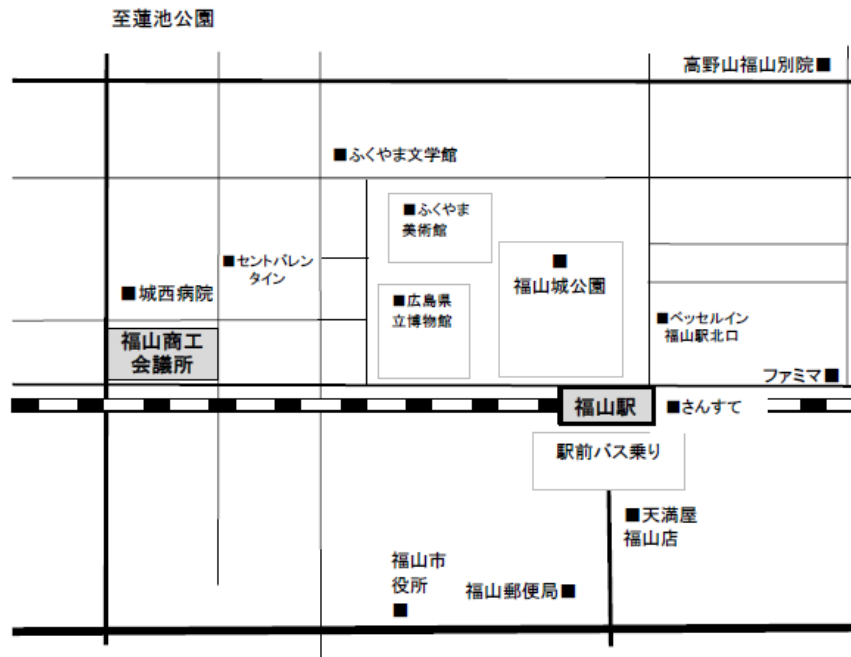 至蓮池公園
高野山福山別院■
■ふくやま文学館
■ふくやま
美術館
■セントバレン
タイン
■
福山城公園
■城西病院
■広島県
立博物館
■ベッセルイン
福山駅北口
福山商工
会議所
ファミマ■
福山駅
■さんすて
駅前バス乗り
■天満屋
福山店
福山市
役所
■
福山郵便局■